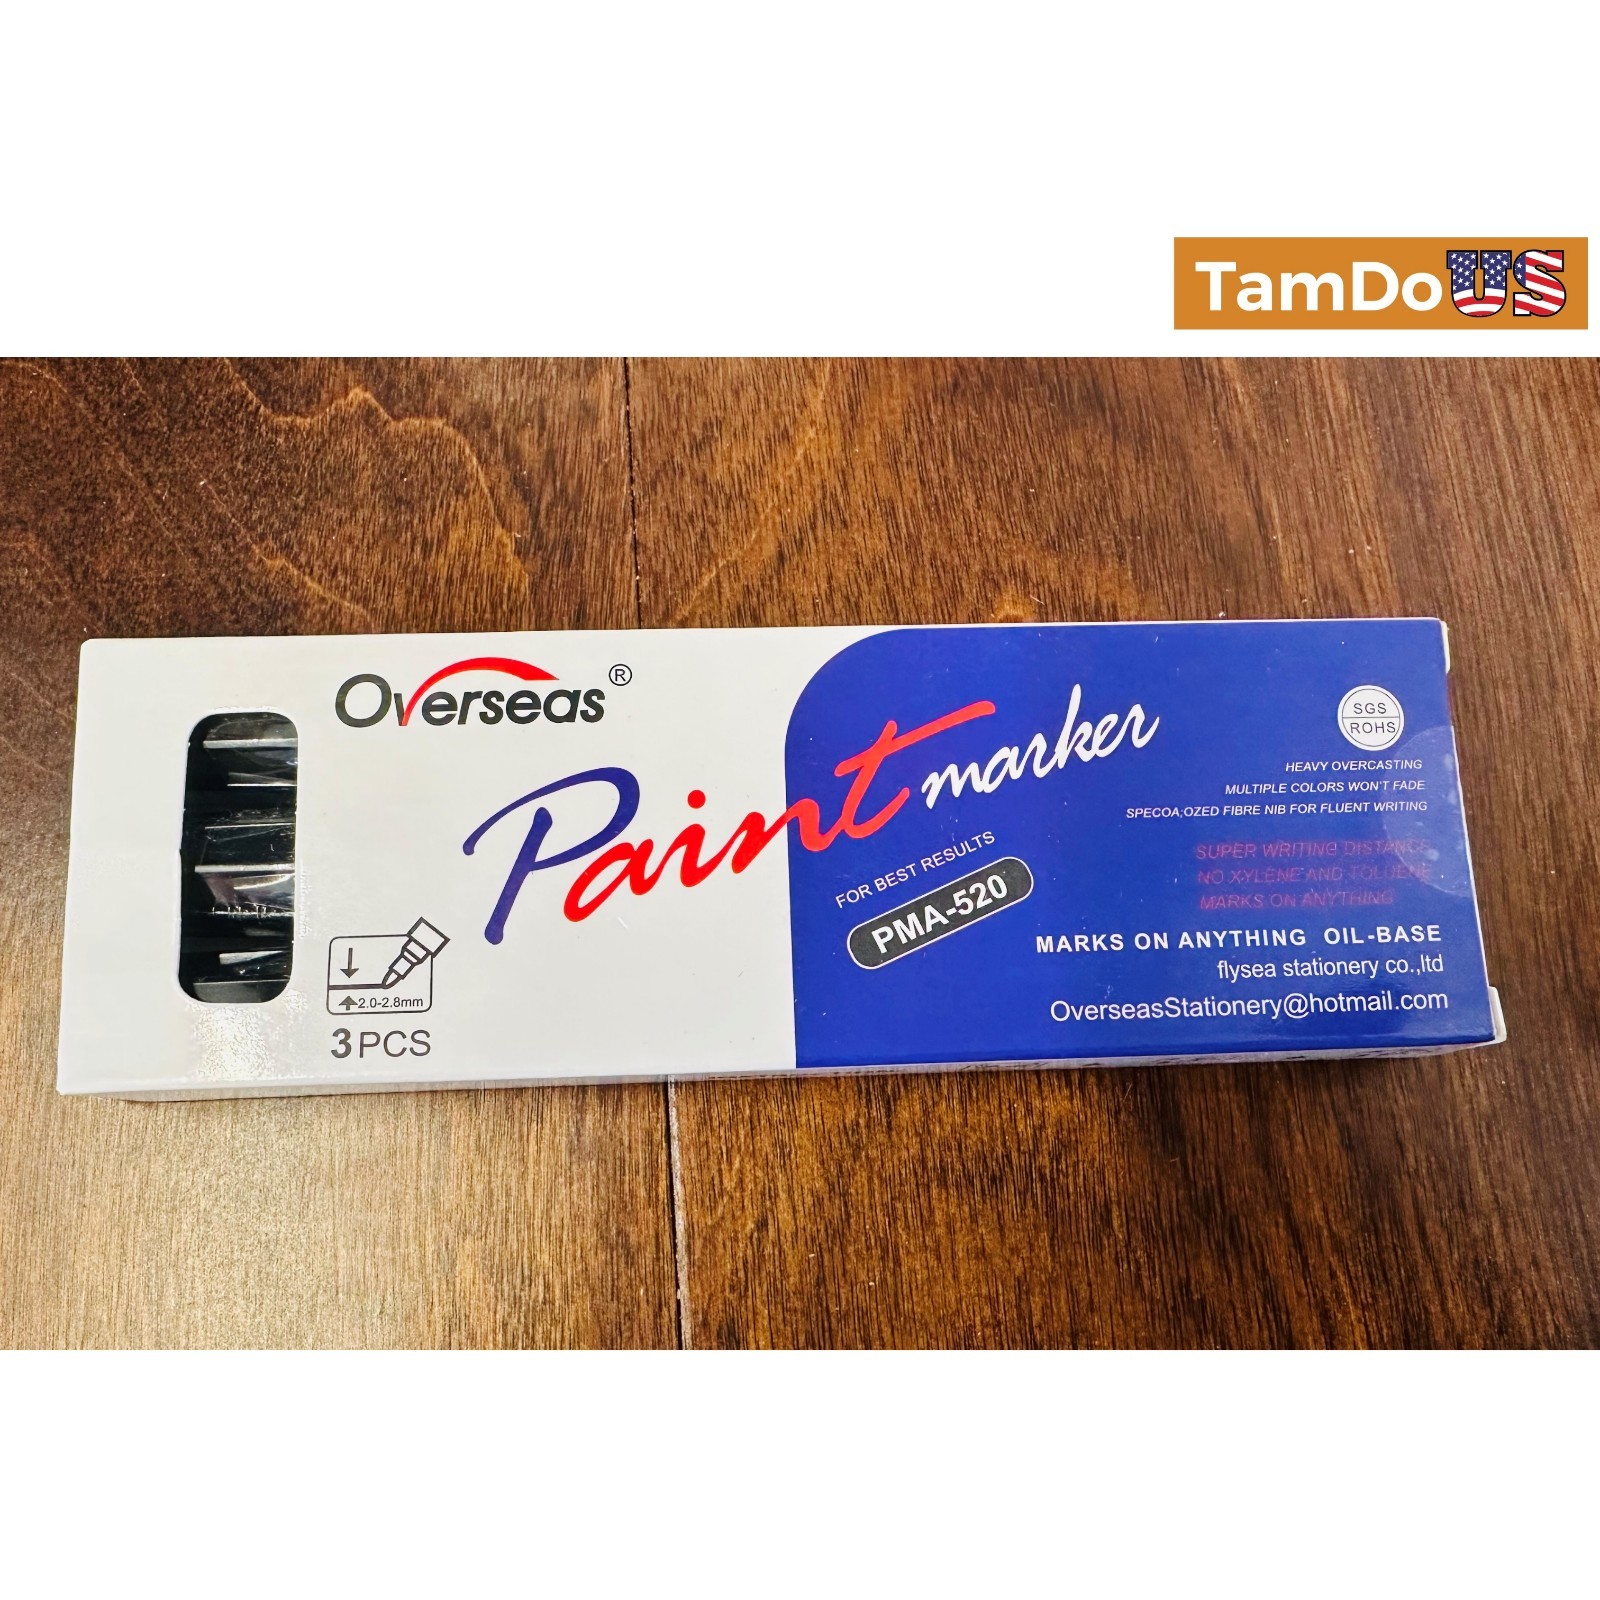 TamDoUS
Overseas®
Paint marker
SGS
ROHS
HEAVY OVERCASTING
MULTIPLE COLORS WON'T FADE
SPECOA;OZED FIBRE NIB FOR FLUENT WRITING
SUPER WRITING DISTANCE
NO XYLENE AND TOLUENE
MARKS ON ANYTHING
FOR BEST RESULTS
PMA-520
MARKS ON ANYTHING OIL-BASE
flysea stationery co.,ltd
OverseasStationery@hotmail.com
2.0-2.8mm
3PCS